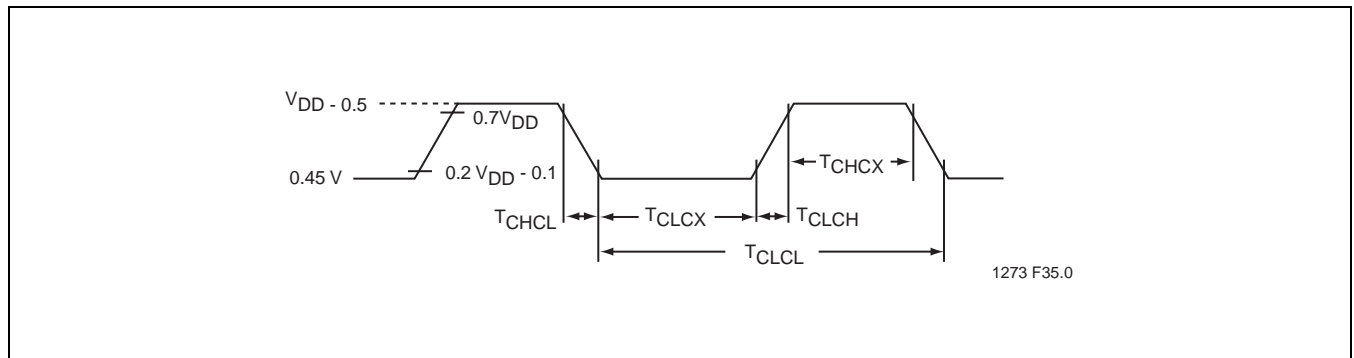 VDD - 0.5
0.7VDD
0.45 V
0.2 VDD - 0.1
TCHCX
TCHCL
TCLCX
TCLCH
TCLCL
1273 F35.0